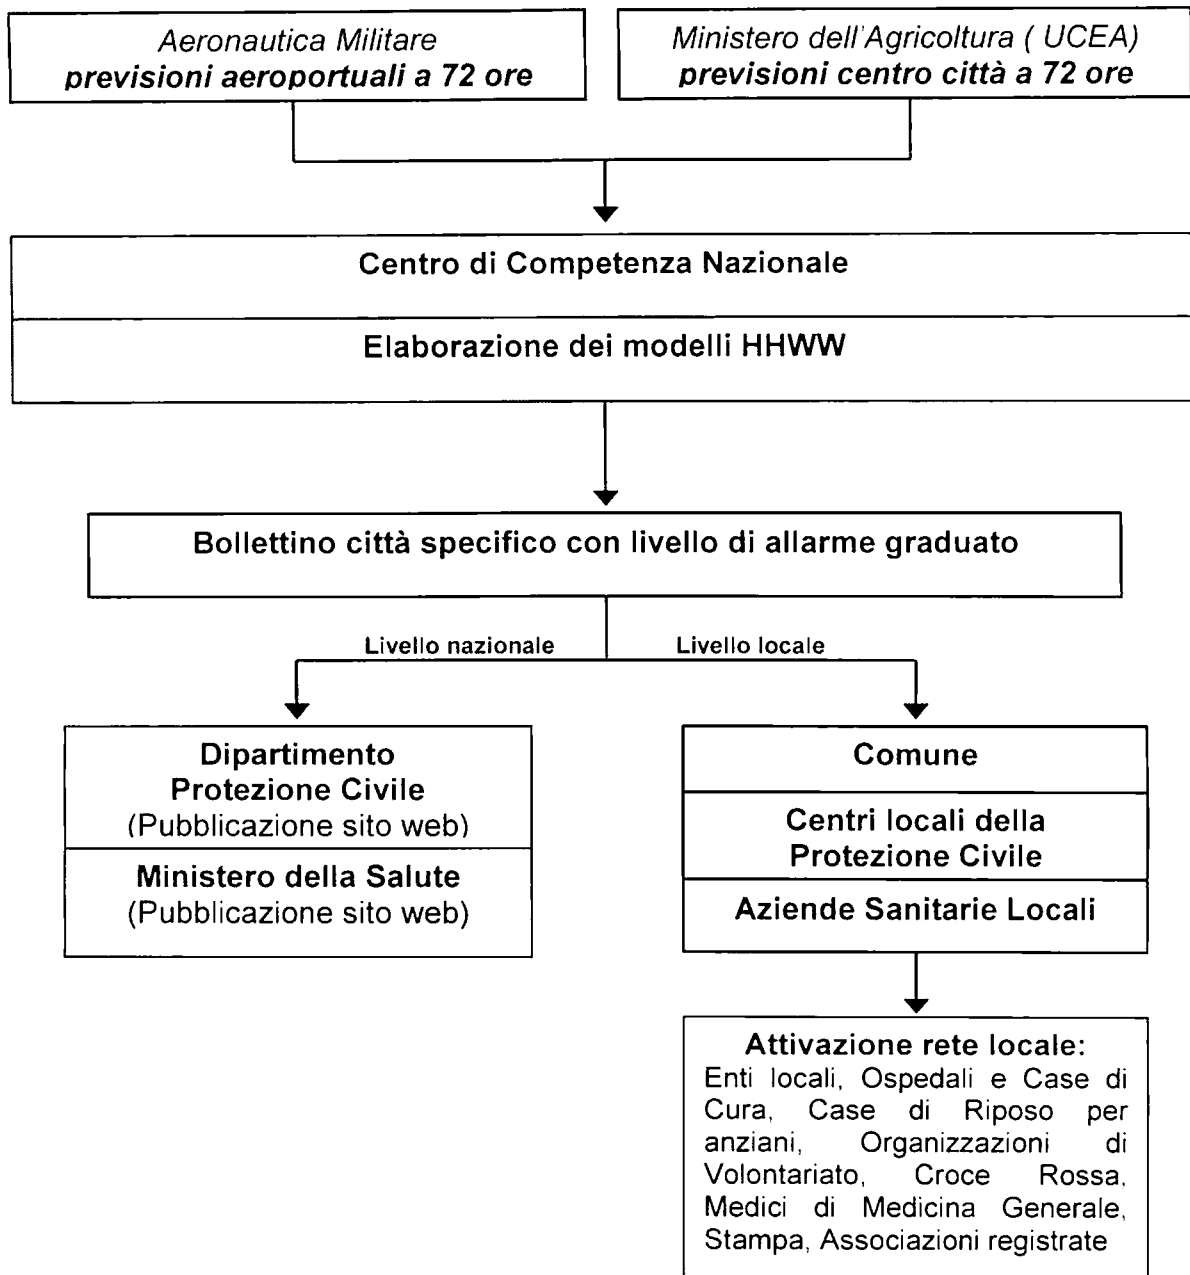 Aeronautica Militare
previsioni aeroportuali a 72 ore
Ministero dell'Agricoltura ( UCEA)
previsioni centro città a 72 ore
Centro di Competenza Nazionale
Elaborazione dei modelli HHWW
Bollettino città specifico con livello di allarme graduato
Livello nazionale
Livello locale
Dipartimento
Protezione Civile
(Pubblicazione sito web)
Ministero della Salute
(Pubblicazione sito web)
Comune
Centri locali della
Protezione Civile
Aziende Sanitarie Locali
Attivazione rete locale:
Enti locali, Ospedali e Case di
Cura, Case di Riposo per
anziani, Organizzazioni di
Volontariato, Croce Rossa,
Medici di Medicina Generale,
Stampa, Associazioni registrate